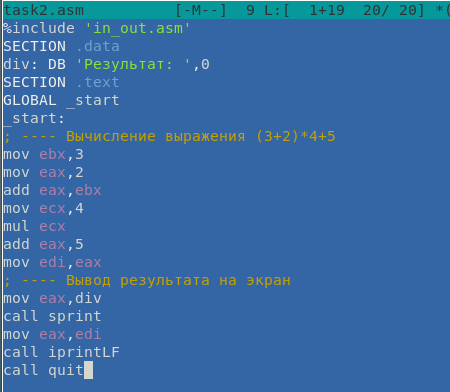 task2.asm [-M--] 9 L:[ 1+19 20/ 20] *(
%include 'in_out.asm'
SECTION .data
div: DB 'Результат: ',0
SECTION .text
GLOBAL _start
_start:
; ---- Вычисление выражения (3+2)*4+5
mov ebx,3
mov eax,2
add eax,ebx
mov ecx,4
mul ecx
add eax,5
mov edi,eax
; ---- Вывод результата на экран
mov eax,div
call sprint
mov eax,edi
call iprintLF
call quit